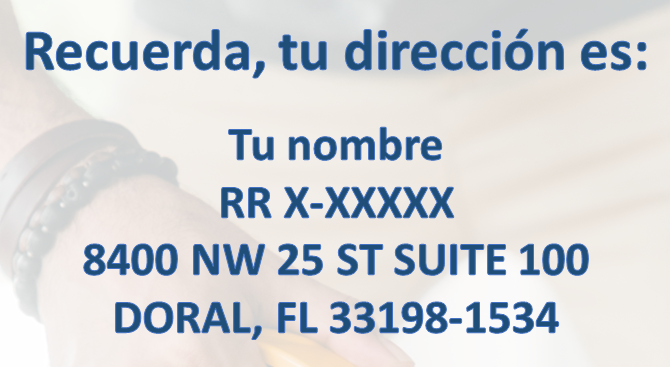 Recuerda, tu dirección es:
Tu nombre
RR X-XXXXX
8400 NW 25 ST SUITE 100
DORAL, FL 33198-1534